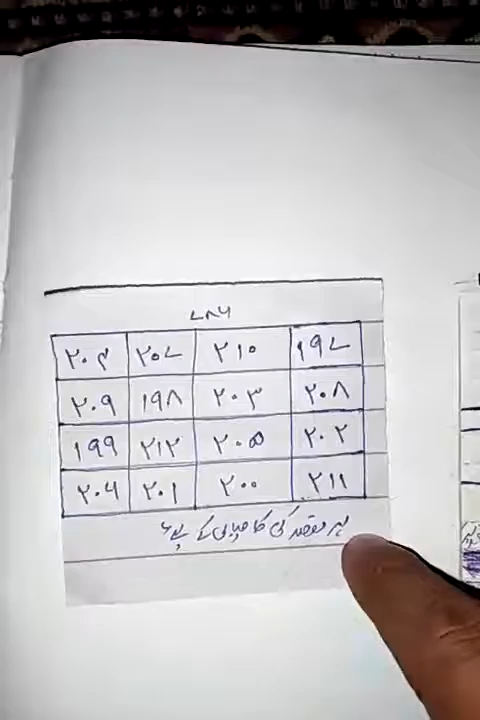 ۷۸۶
۱۹۷ ۲۱۰ ۲۰۷ ۲۰۴
۲۰۸ ۲۰۳ ۱۹۸ ۲۰۹
۲۰۲ ۲۰۵ ۲۱۲ ۱۹۹
۲۱۱ ۲۰۰ ۲۰۱ ۲۰۶
ہر مقصد کی کامیابی کے لیے